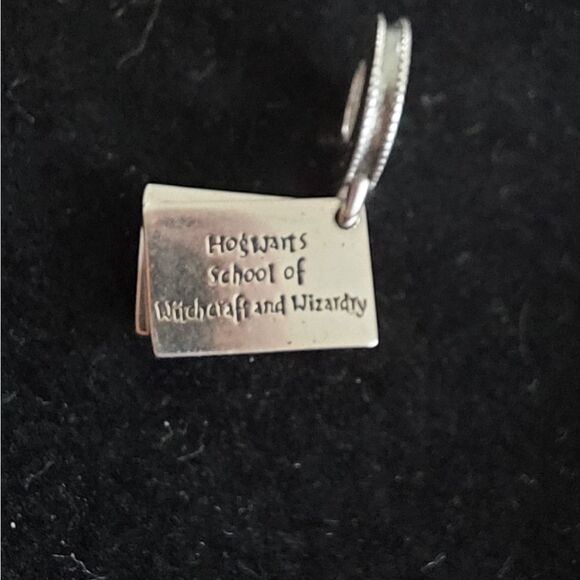 Hogwarts
School of
Witchcraft and Wizardry